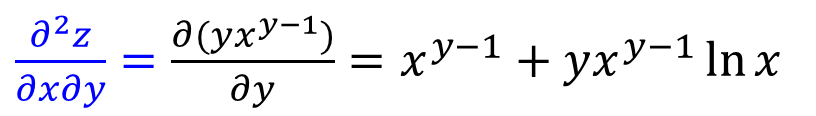 ∂²z/∂x∂y = ∂(yx^{y−1})/∂y = x^{y−1} + yx^{y−1} ln x